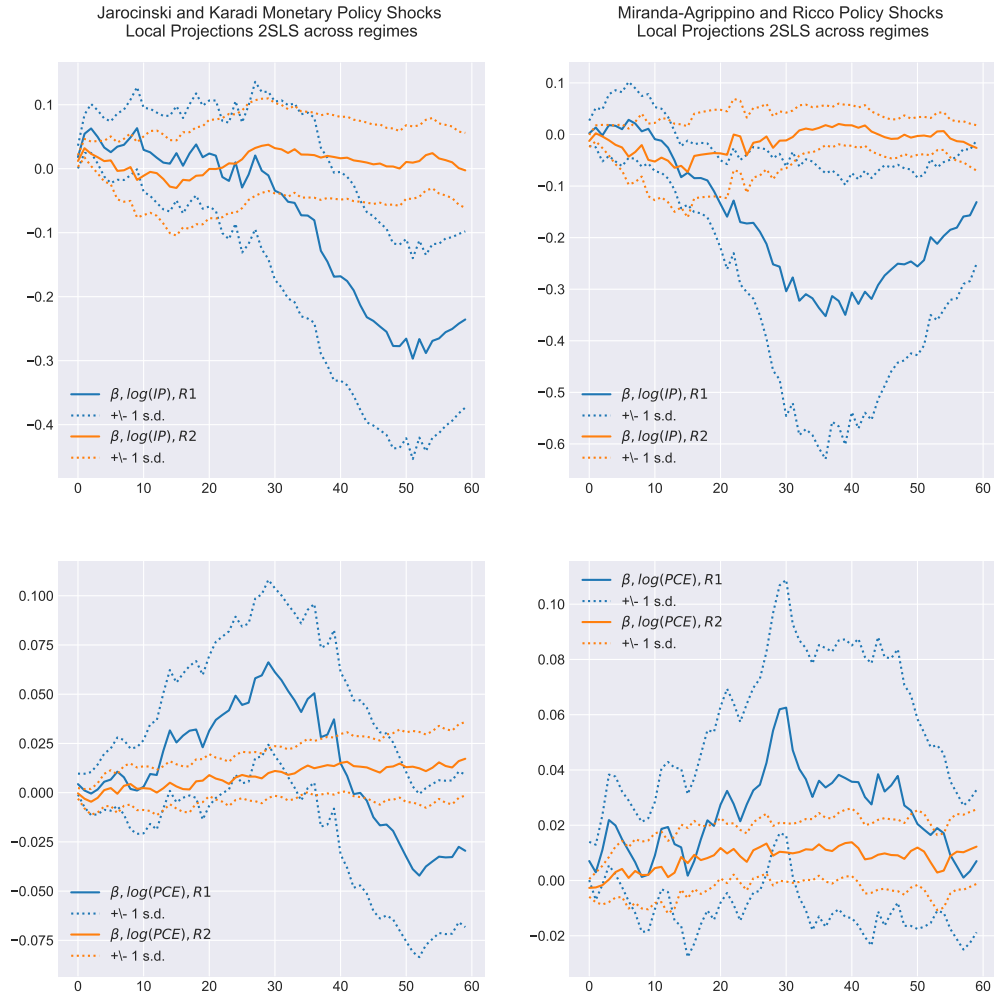 Jarocinski and Karadi Monetary Policy Shocks
Local Projections 2SLS across regimes
Miranda-Agrippino and Ricco Policy Shocks
Local Projections 2SLS across regimes
0.1
0.0
−0.1
−0.2
−0.3
−0.4
β, log(IP), R1
+\- 1 s.d.
β, log(IP), R2
+\- 1 s.d.
0 10 20 30 40 50 60
0.1
0.0
−0.1
−0.2
−0.3
−0.4
−0.5
−0.6
β, log(IP), R1
+\- 1 s.d.
β, log(IP), R2
+\- 1 s.d.
0 10 20 30 40 50 60
0.100
0.075
0.050
0.025
0.000
−0.025
−0.050
−0.075
β, log(PCE), R1
+\- 1 s.d.
β, log(PCE), R2
+\- 1 s.d.
0 10 20 30 40 50 60
β, log(PCE), R1
+\- 1 s.d.
β, log(PCE), R2
+\- 1 s.d.
0.10
0.08
0.06
0.04
0.02
0.00
−0.02
0 10 20 30 40 50 60